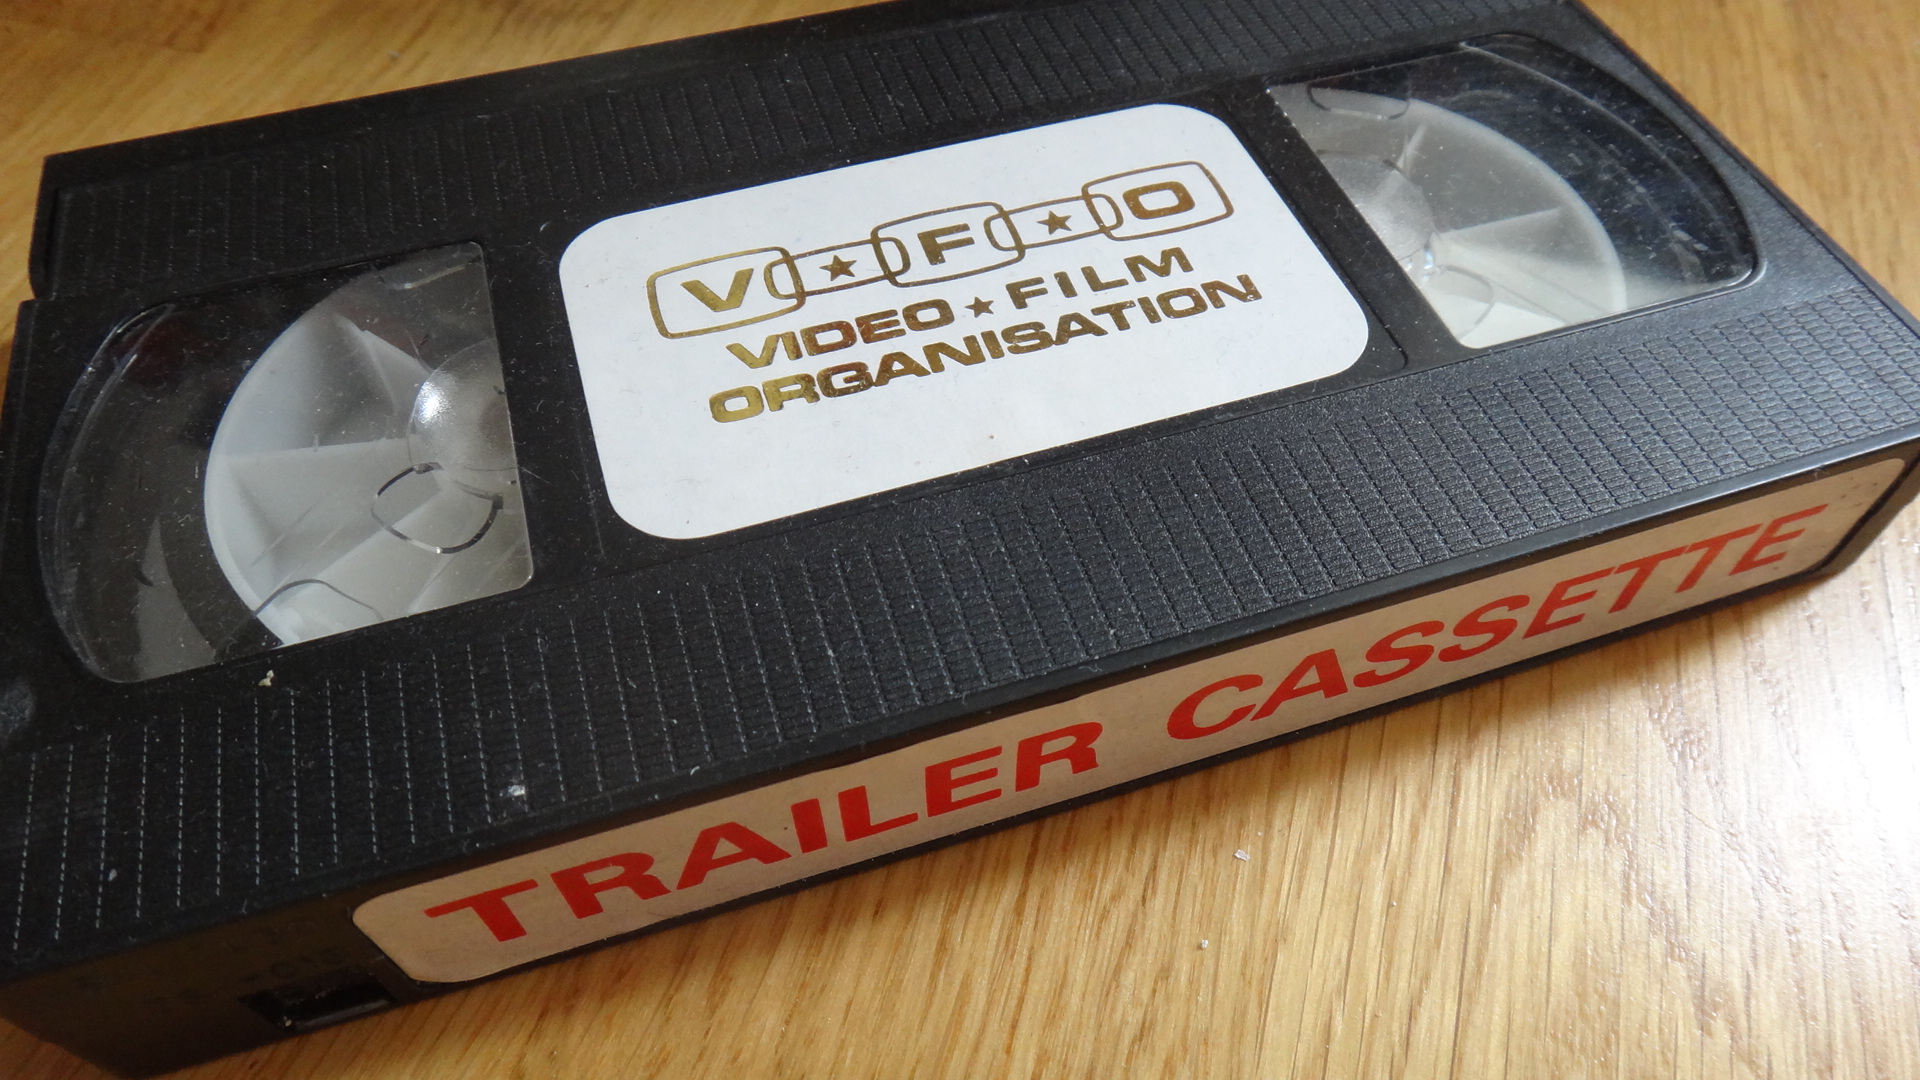 V★F★O
VIDEO★FILM
ORGANISATION
TRAILER CASSETTE